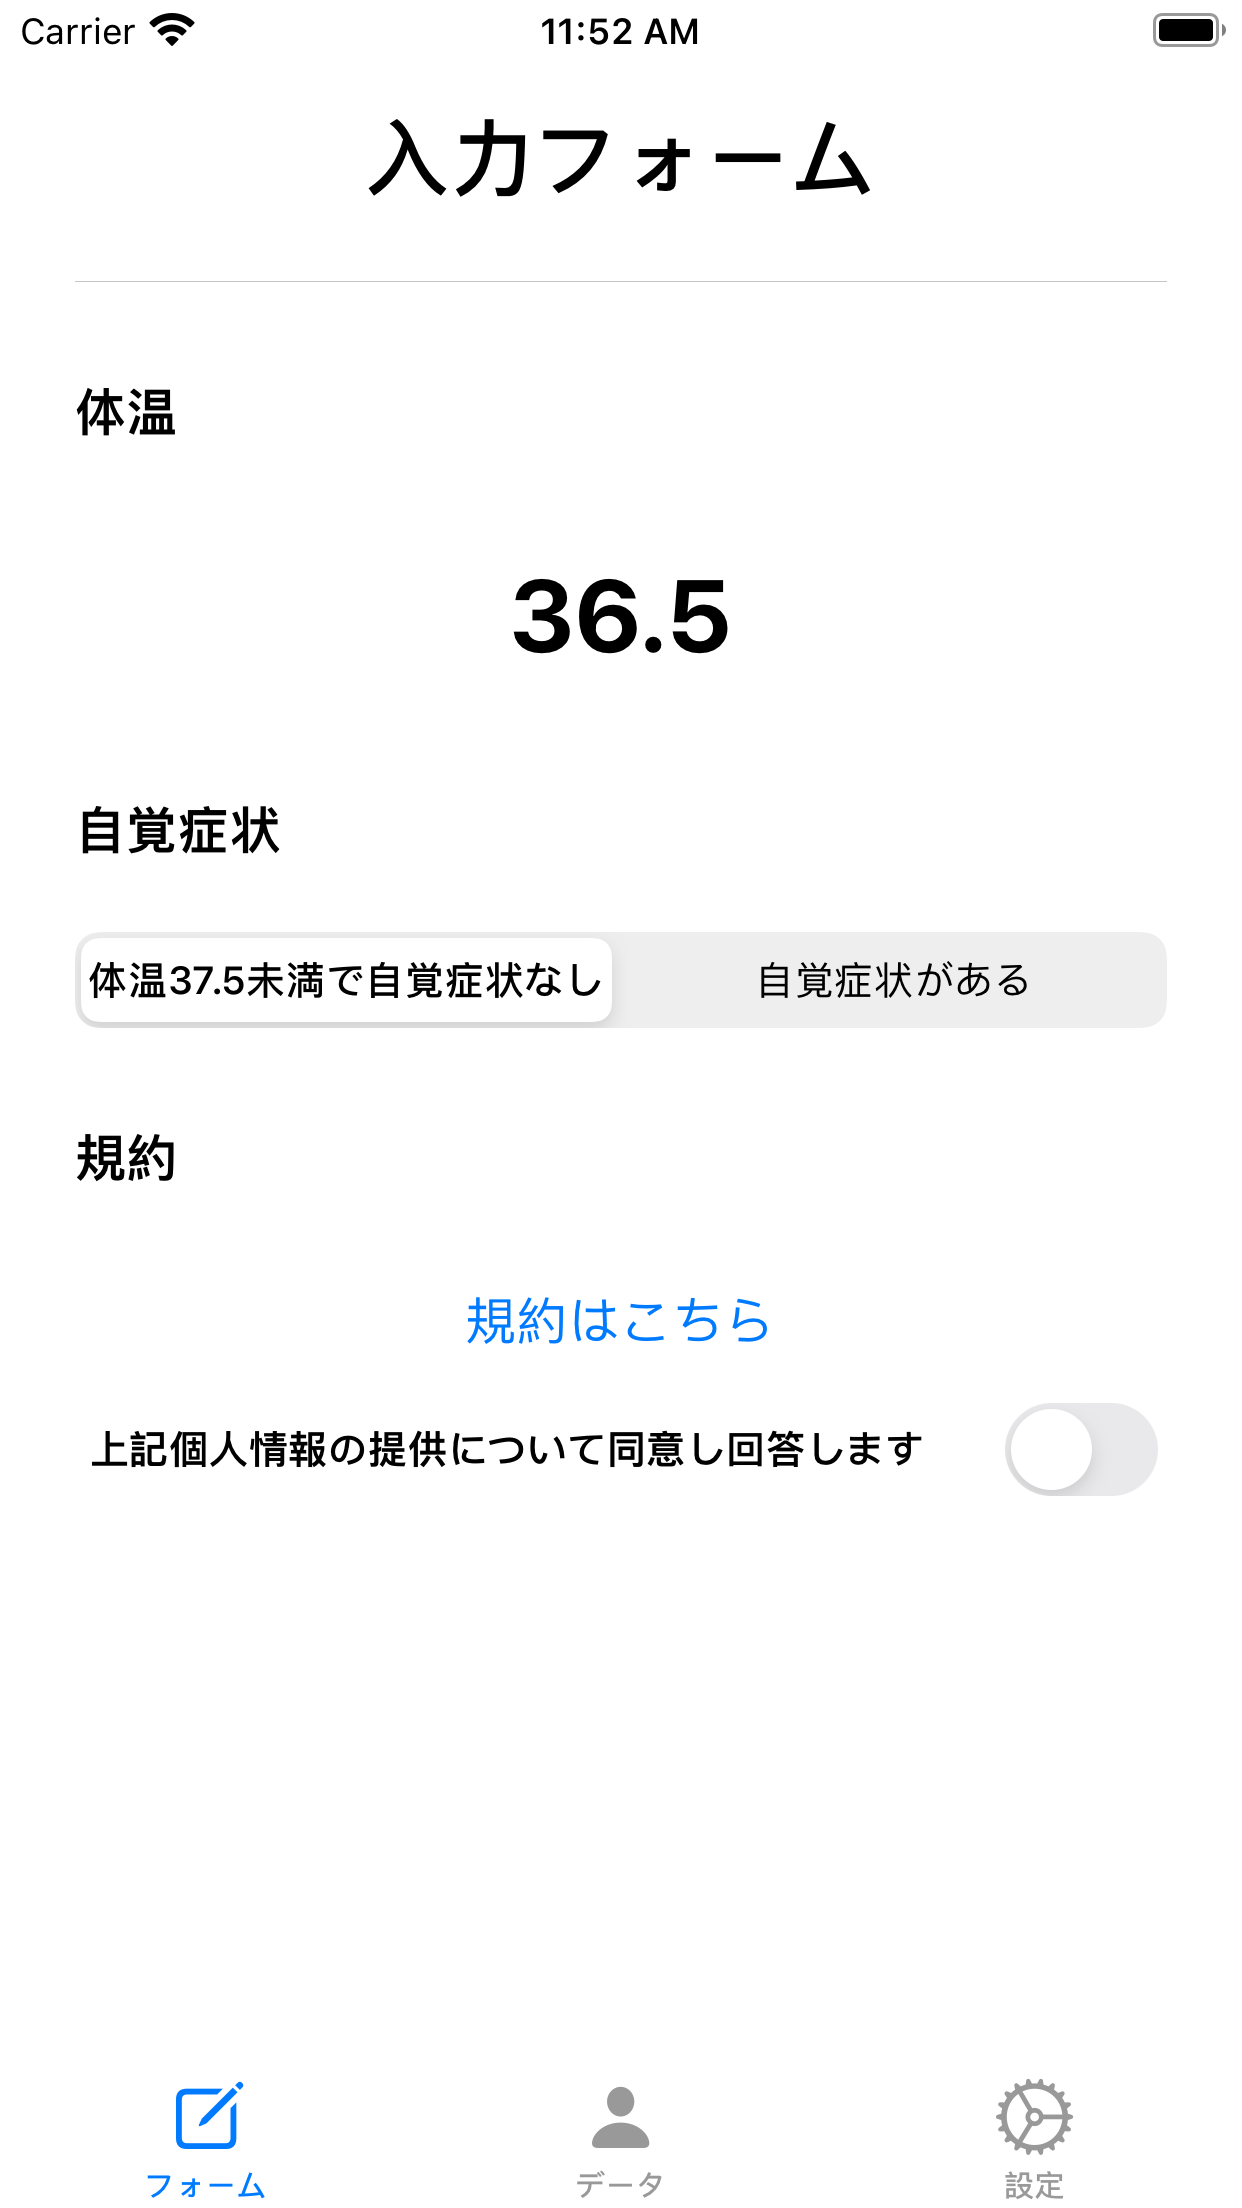 Carrier 11:52 AM
入力フォーム
体温
36.5
自覚症状
体温37.5未満で自覚症状なし 自覚症状がある
規約
規約はこちら
上記個人情報の提供について同意し回答します
フォーム データ 設定